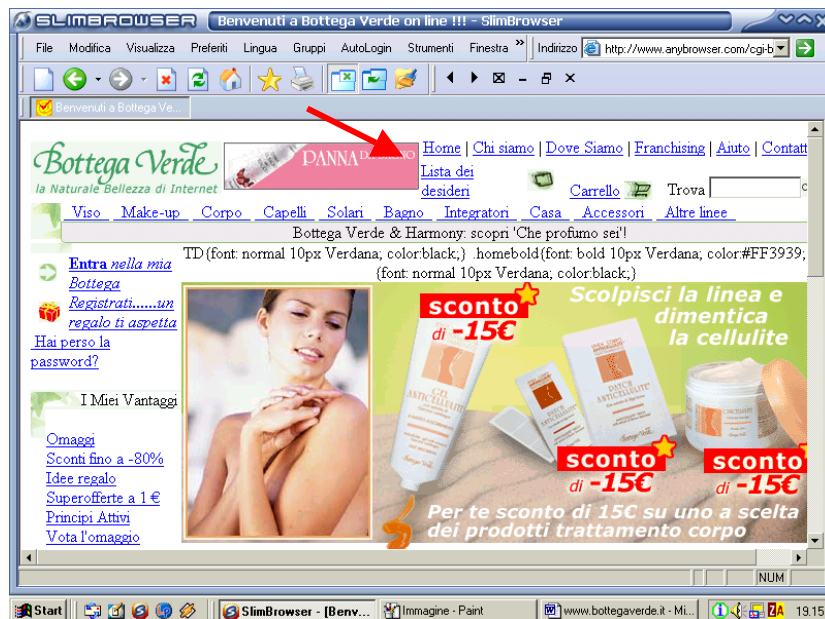 SLIMBROWSER Benvenuti a Bottega Verde on line !!! - SlimBrowser
File Modifica Visualizza Preferiti Lingua Gruppi AutoLogin Strumenti Finestra » Indirizzo http://www.anybrowser.com/cgi-b
Benvenuti a Bottega Ve...
Bottega Verde
la Naturale Bellezza di Internet
PANNA
Home | Chi siamo | Dove Siamo | Franchising | Aiuto | Contatt
Lista dei
desideri
Carrello
Trova
Viso Make-up Corpo Capelli Solari Bagno Integratori Casa Accessori Altre linee
Bottega Verde & Harmony: scopri 'Che profumo sei'!
TD{font: normal 10px Verdana; color:black;} .homebold{font: bold 10px Verdana; color:#FF3939;
{font: normal 10px Verdana; color:black;}
Entra nella mia
Bottega
Registrati......un
regalo ti aspetta
Hai perso la
password?
I Miei Vantaggi
Omaggi
Sconti fino a -80%
Idee regalo
Superofferte a 1 €
Principi Attivi
Vota l'omaggio
sconto
di -15€
Scolpisci la linea e
dimentica
la cellulite
GEL
ANTICELLULITE
PATCH
ANTICELLULITE
Bottega Verde
sconto
di -15€
sconto
di -15€
Per te sconto di 15€ su uno a scelta
dei prodotti trattamento corpo
NUM
Start SlimBrowser - [Benv... Immagine - Paint www.bottegaverde.it - Mi... 19.15